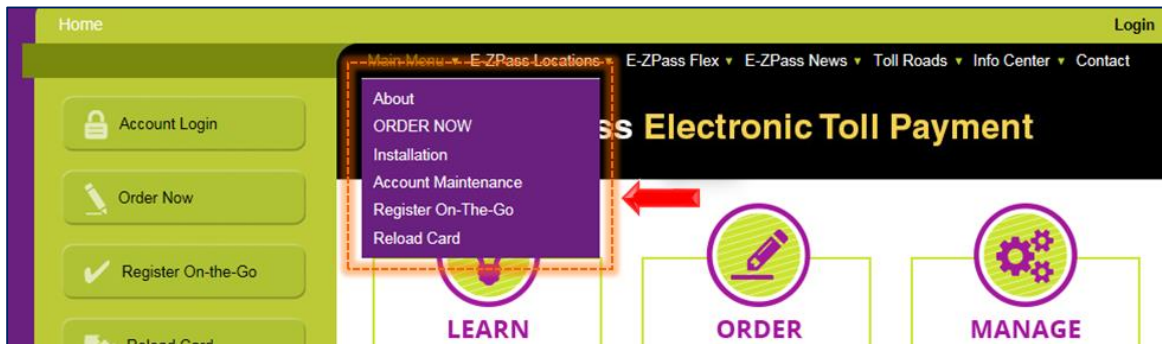 Home
Login
Main Menu E-ZPass Locations E-ZPass Flex E-ZPass News Toll Roads Info Center Contact
About
ORDER NOW
Installation
Account Maintenance
Register On-The-Go
Reload Card
s Electronic Toll Payment
Account Login
Order Now
Register On-the-Go
Reload Card
LEARN
ORDER
MANAGE